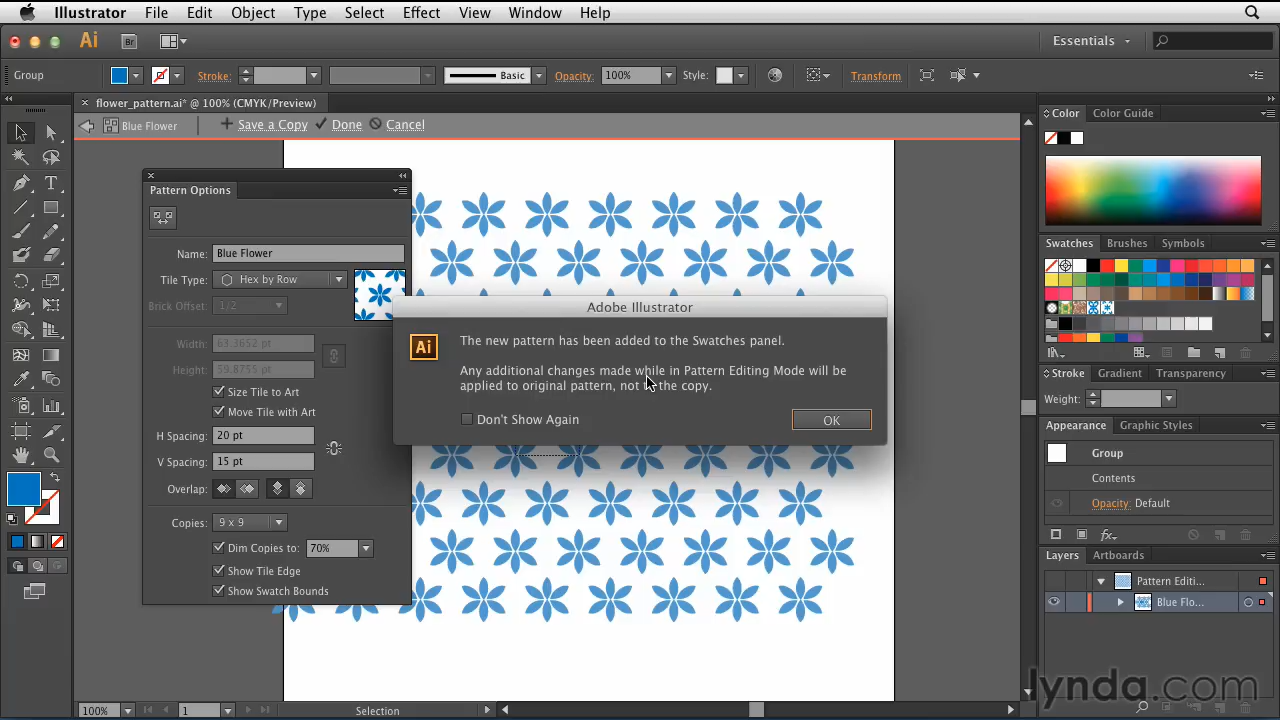 Illustrator File Edit Object Type Select Effect View Window Help
Ai Br Essentials
Group Stroke: Basic Opacity: 100% Style: Transform
flower_pattern.ai* @ 100% (CMYK/Preview)
Blue Flower Save a Copy Done Cancel
Pattern Options
Name: Blue Flower
Tile Type: Hex by Row
Brick Offset: 1/2
Width: 63.3652 pt
Height: 59.8755 pt
Size Tile to Art
Move Tile with Art
H Spacing: 20 pt
V Spacing: 15 pt
Overlap:
Copies: 9 x 9
Dim Copies to: 70%
Show Tile Edge
Show Swatch Bounds
Adobe Illustrator
Ai
The new pattern has been added to the Swatches panel.
Any additional changes made while in Pattern Editing Mode will be
applied to original pattern, not to the copy.
Don't Show Again OK
Color Color Guide
Swatches Brushes Symbols
Stroke Gradient Transparency
Weight:
Appearance Graphic Styles
Group
Contents
Opacity: Default
fx
Layers Artboards
Pattern Editi...
Blue Flo...
100% 1 Selection
lynda.com